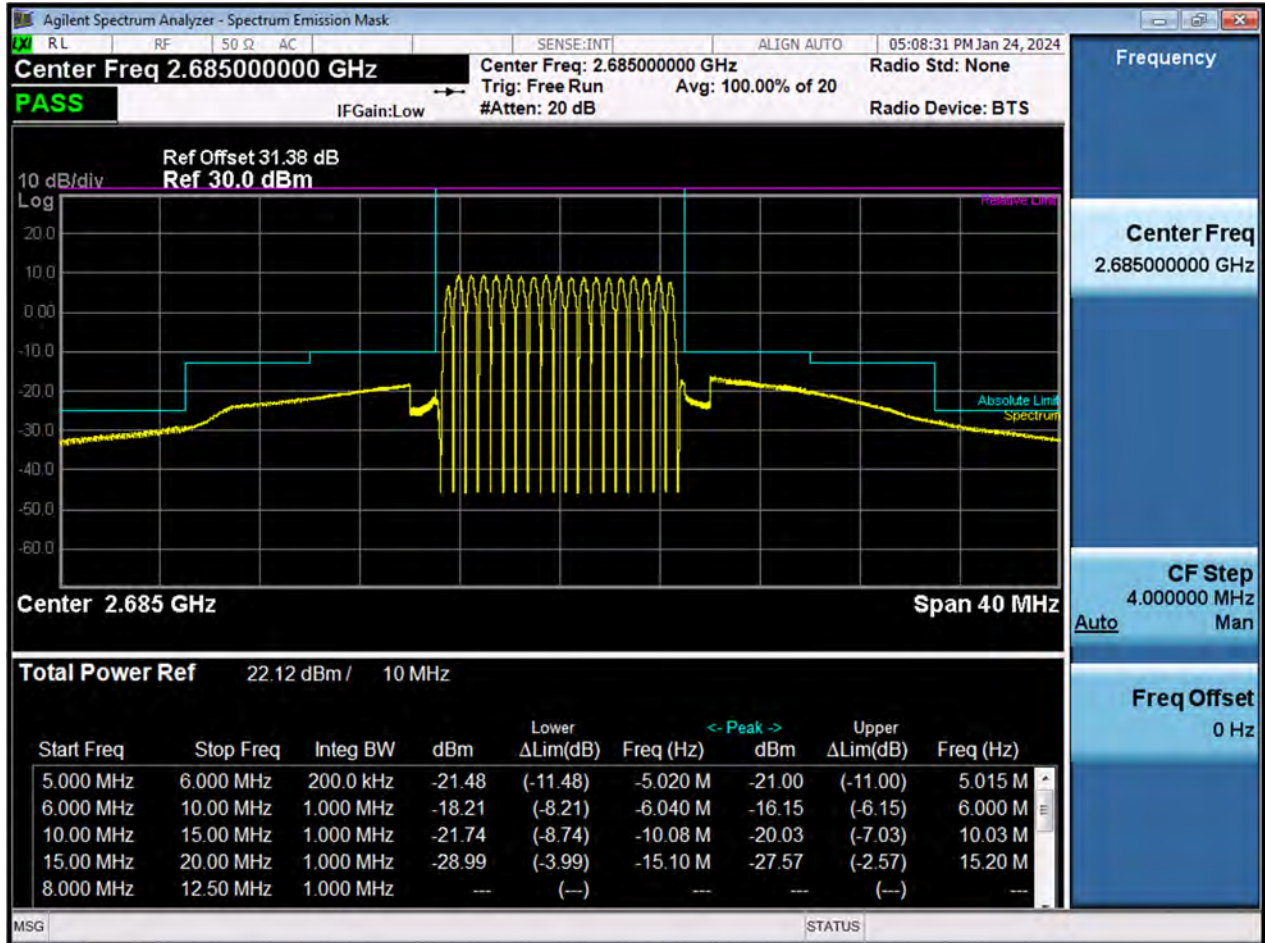 Agilent Spectrum Analyzer - Spectrum Emission Mask
LXI RL RF 50 Ω AC SENSE:INT ALIGN AUTO 05:08:31 PM Jan 24, 2024
Center Freq 2.685000000 GHz
PASS
IFGain:Low
Center Freq: 2.685000000 GHz
Trig: Free Run Avg: 100.00% of 20
#Atten: 20 dB
Radio Std: None
Radio Device: BTS
Ref Offset 31.38 dB
10 dB/div Ref 30.0 dBm
Log
Relative Limit
20.0
10.0
0.00
-10.0
-20.0
-30.0
-40.0
-50.0
-60.0
Absolute Limit
Spectrum
Center 2.685 GHz Span 40 MHz
Total Power Ref 22.12 dBm / 10 MHz
Lower <- Peak -> Upper
Start Freq Stop Freq Integ BW dBm ΔLim(dB) Freq (Hz) dBm ΔLim(dB) Freq (Hz)
5.000 MHz 6.000 MHz 200.0 kHz -21.48 (-11.48) -5.020 M -21.00 (-11.00) 5.015 M
6.000 MHz 10.00 MHz 1.000 MHz -18.21 (-8.21) -6.040 M -16.15 (-6.15) 6.000 M
10.00 MHz 15.00 MHz 1.000 MHz -21.74 (-8.74) -10.08 M -20.03 (-7.03) 10.03 M
15.00 MHz 20.00 MHz 1.000 MHz -28.99 (-3.99) -15.10 M -27.57 (-2.57) 15.20 M
8.000 MHz 12.50 MHz 1.000 MHz --- (---) --- --- (---) ---
MSG STATUS
Frequency
Center Freq
2.685000000 GHz
CF Step
4.000000 MHz
Auto Man
Freq Offset
0 Hz